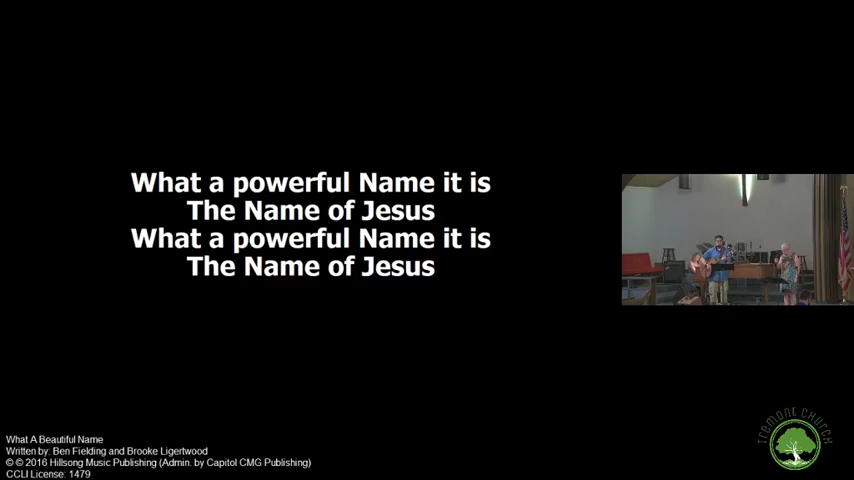 What a powerful Name it is
The Name of Jesus
What a powerful Name it is
The Name of Jesus
What A Beautiful Name
Written by: Ben Fielding and Brooke Ligertwood
© © 2016 Hillsong Music Publishing (Admin. by Capitol CMG Publishing)
CCLI License: 1479
TREMONT CHURCH